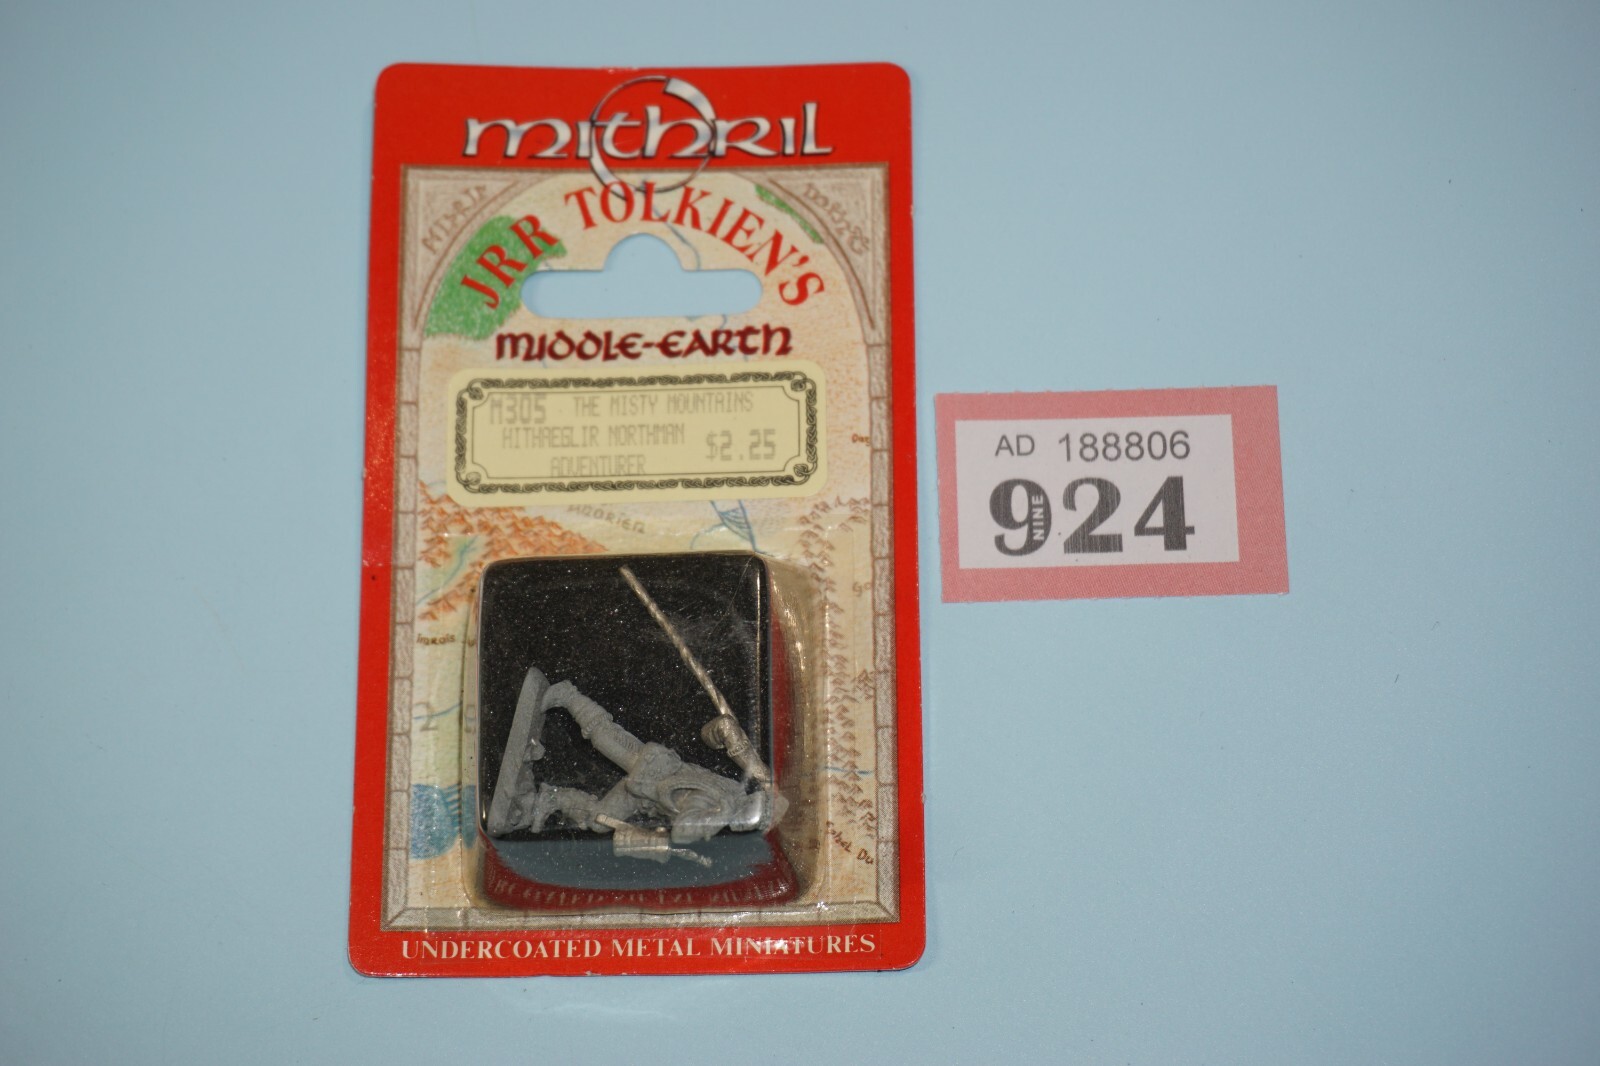 mithril
JRR TOLKIEN'S
MIDDLE-EARTH
M305 THE MISTY MOUNTAINS
HITHAEGLIR NORTHMAN
$2.25
ADVENTURER
UNDERCOATED METAL MINIATURES
AD 188806
924
NINE